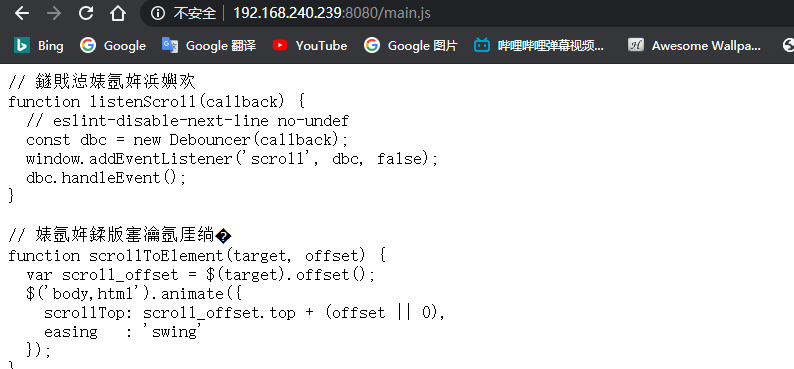 不安全 | 192.168.240.239:8080/main.js
Bing Google Google 翻译 YouTube Google 图片 哔哩哔哩弹幕视频... Awesome Wallpa...
// 鐩戝惉婊氬姩浜嬩欢
function listenScroll(callback) {
  // eslint-disable-next-line no-undef
  const dbc = new Debouncer(callback);
  window.addEventListener('scroll', dbc, false);
  dbc.handleEvent();
}
// 婊氬姩鍒版寚瀹氬厓绱�
function scrollToElement(target, offset) {
  var scroll_offset = $(target).offset();
  $('body,html').animate({
    scrollTop: scroll_offset.top + (offset || 0),
    easing   : 'swing'
  });
}